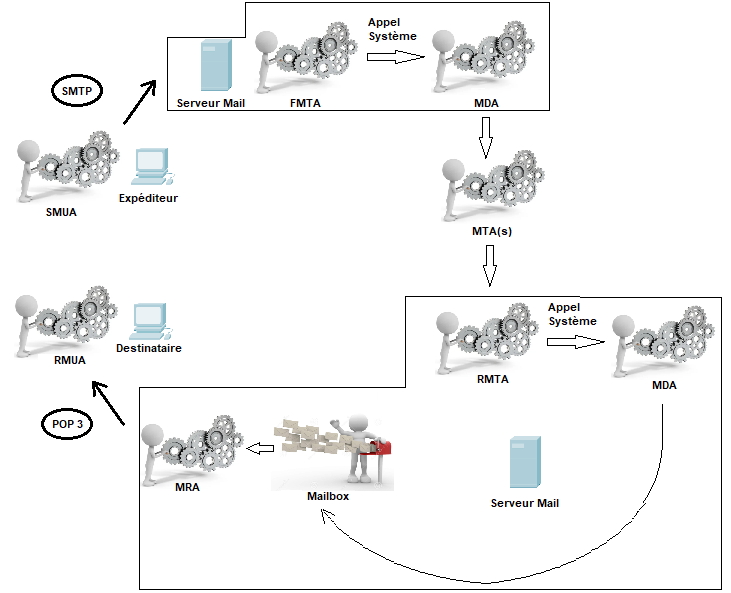 Appel
Système
SMTP
Serveur Mail
FMTA
MDA
SMUA
Expéditeur
MTA(s)
Appel
Système
RMUA
Destinataire
RMTA
MDA
POP 3
MRA
Mailbox
Serveur Mail